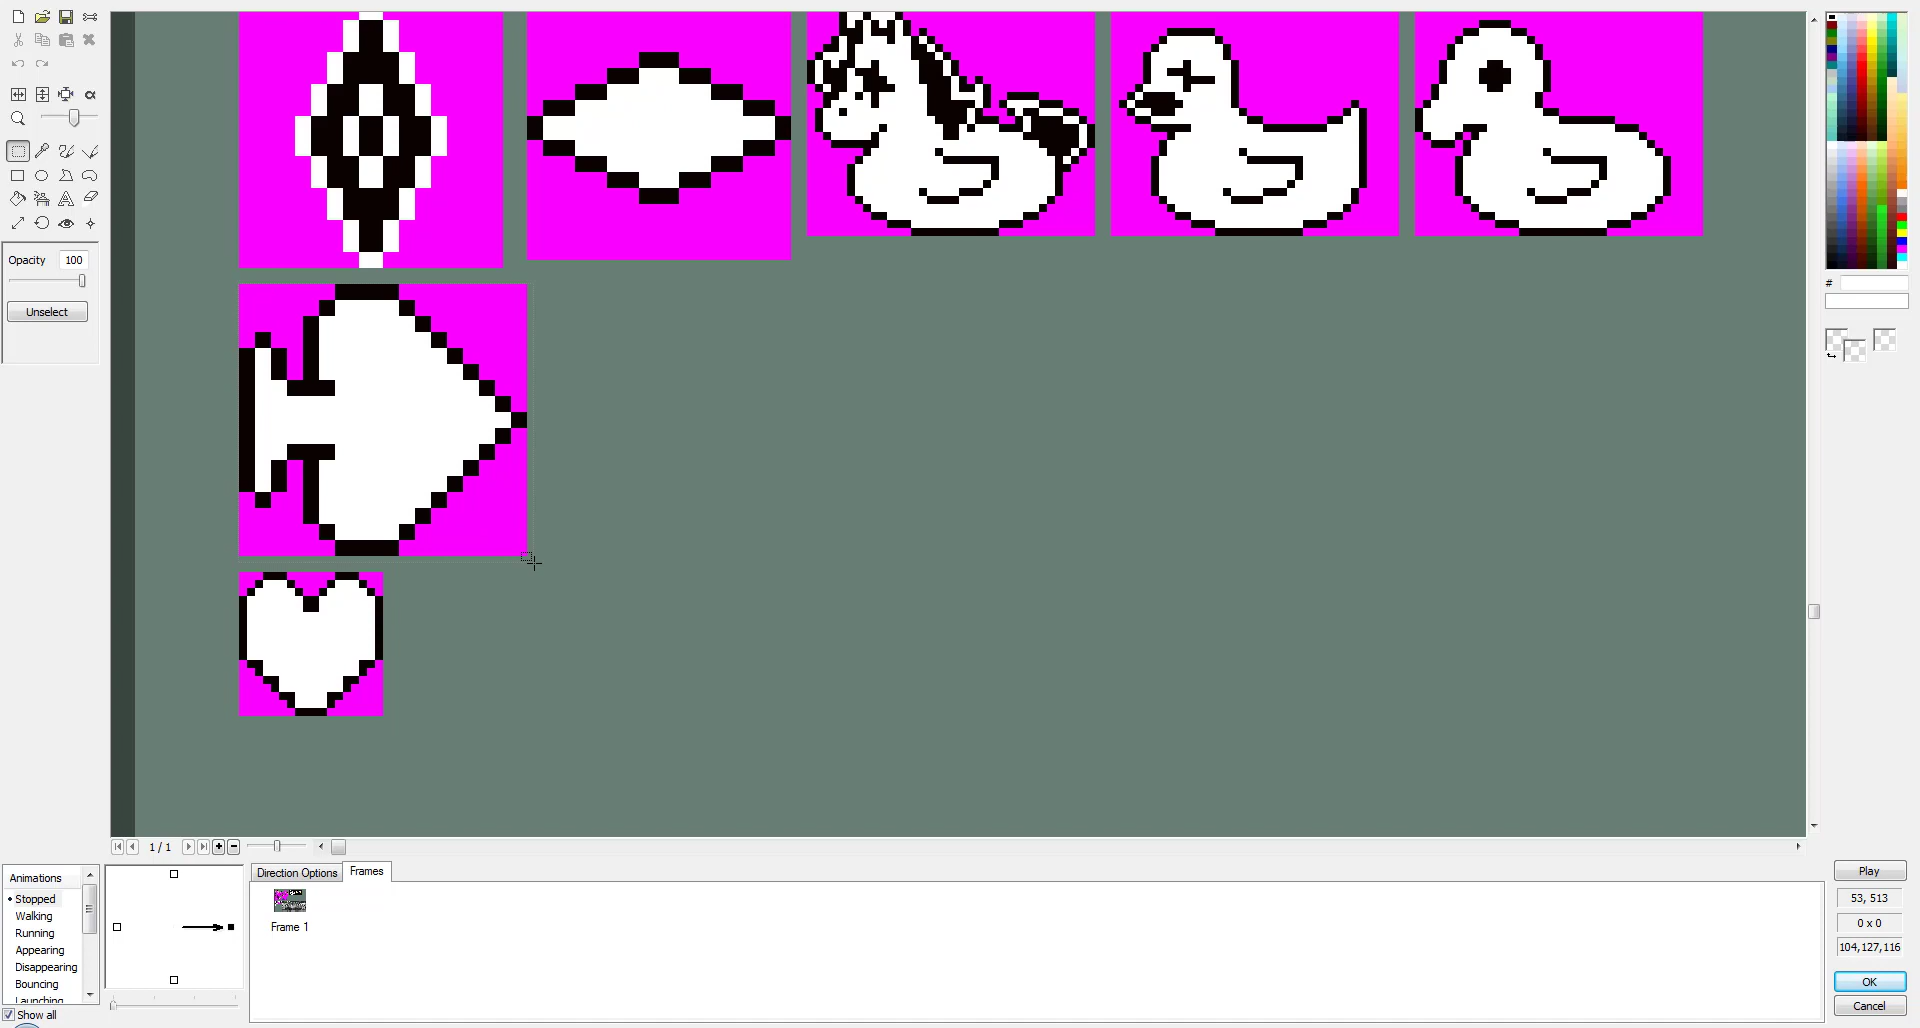 Opacity 100
Unselect
#
1 / 1
Animations
Stopped
Walking
Running
Appearing
Disappearing
Bouncing
Launching
Show all
Direction Options Frames
Frame 1
Play
53, 513
0 x 0
104,127,116
OK
Cancel